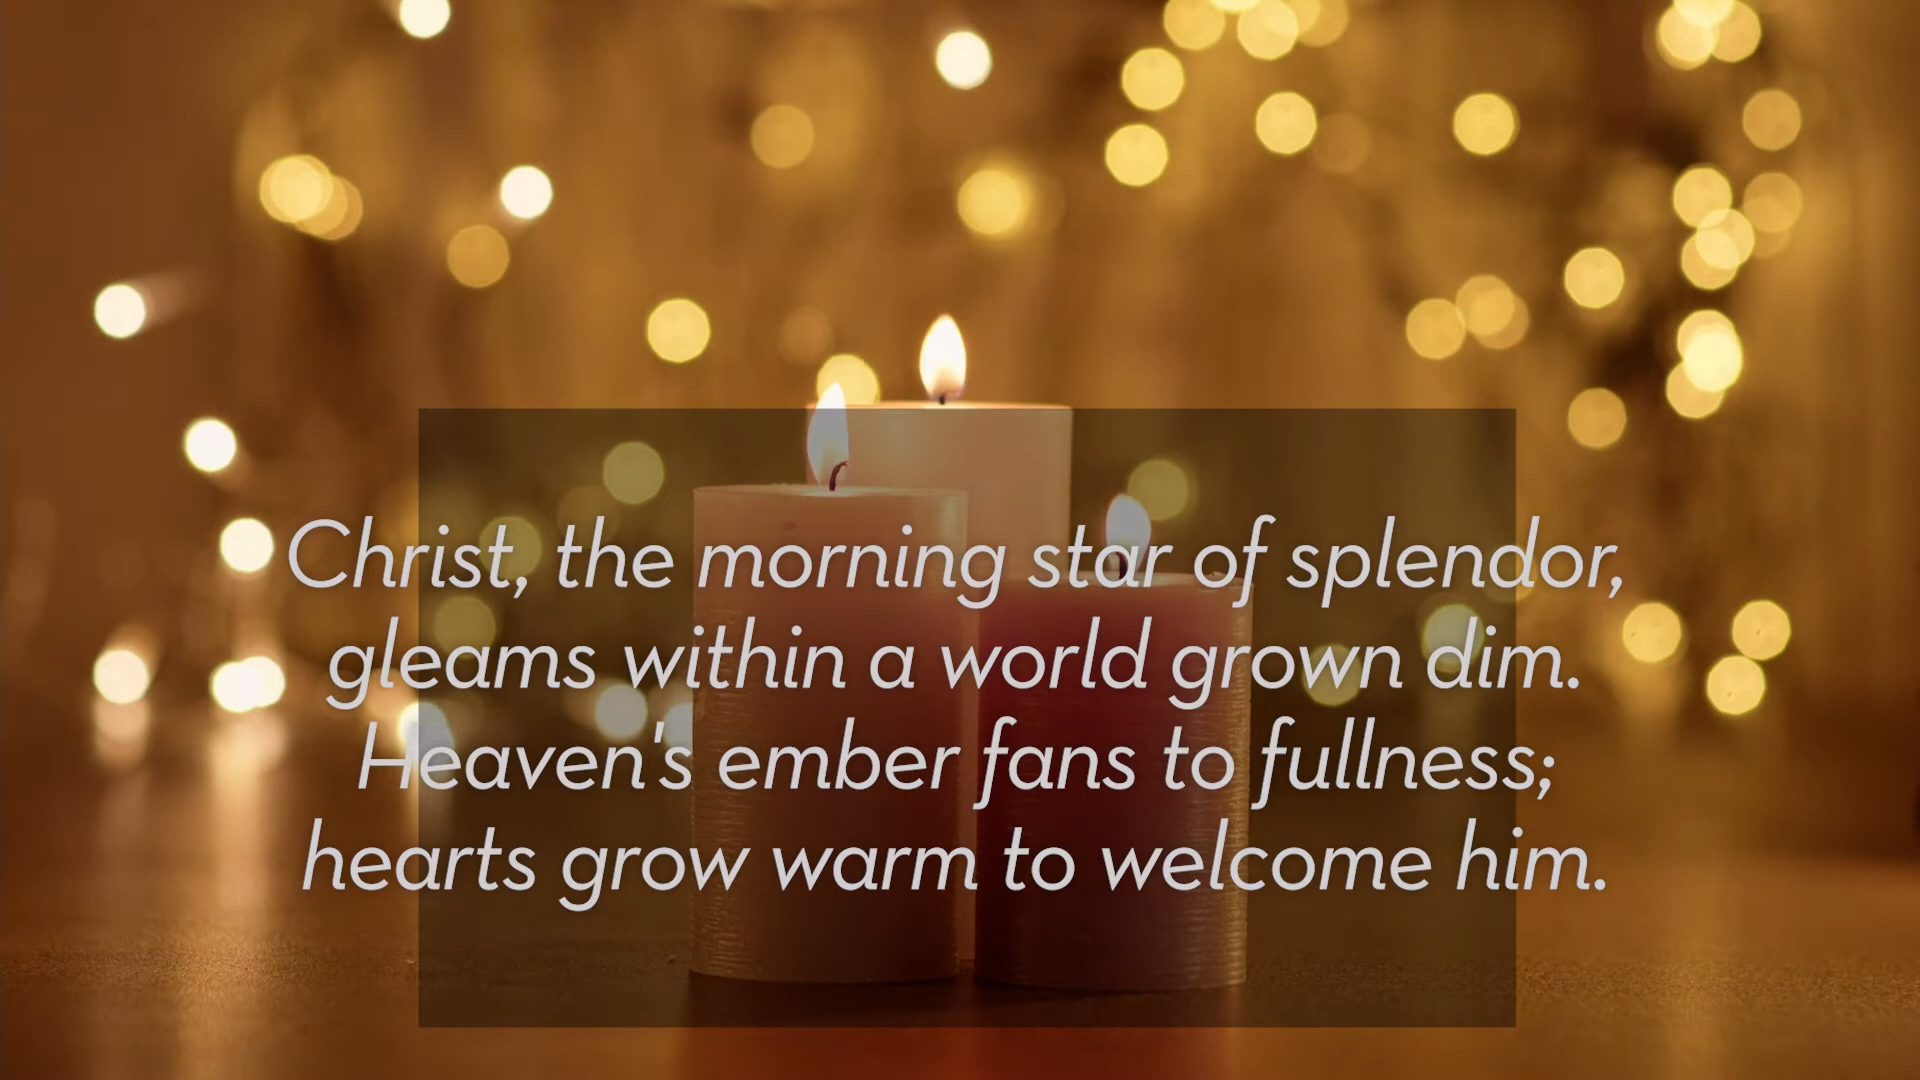 Christ, the morning star of splendor,
gleams within a world grown dim.
Heaven's ember fans to fullness;
hearts grow warm to welcome him.